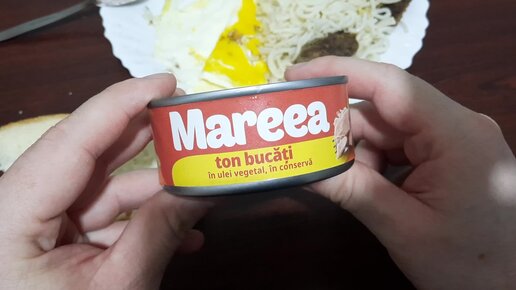 Mareea
ton bucăți
în ulei vegetal, în conservă